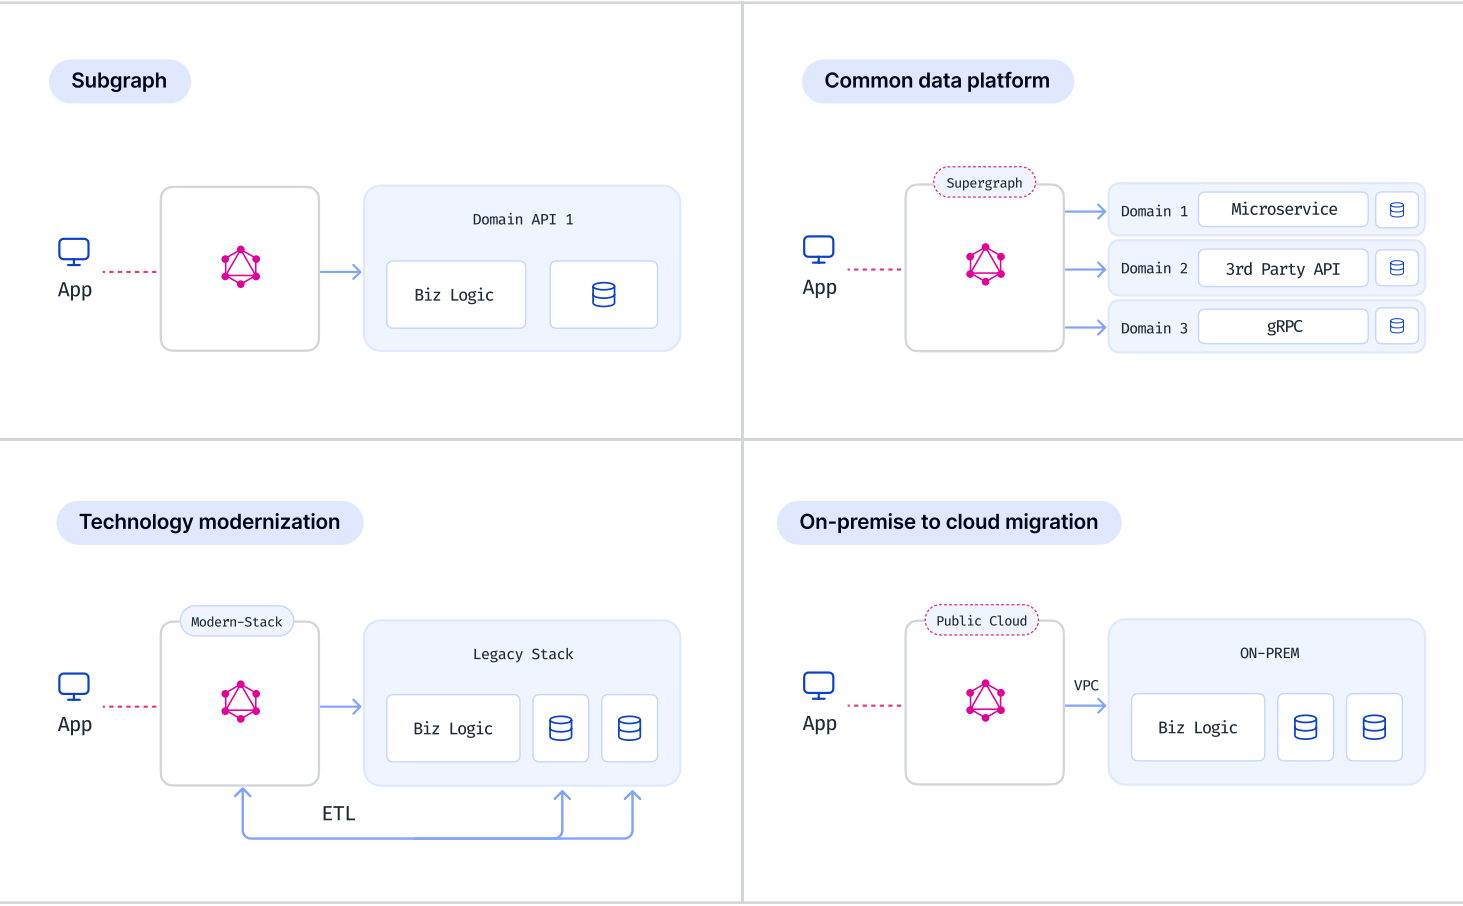 Subgraph
App
Domain API 1
Biz Logic
Common data platform
App
Supergraph
Domain 1
Microservice
Domain 2
3rd Party API
Domain 3
gRPC
Technology modernization
App
Modern-Stack
Legacy Stack
Biz Logic
ETL
On-premise to cloud migration
App
Public Cloud
VPC
ON-PREM
Biz Logic